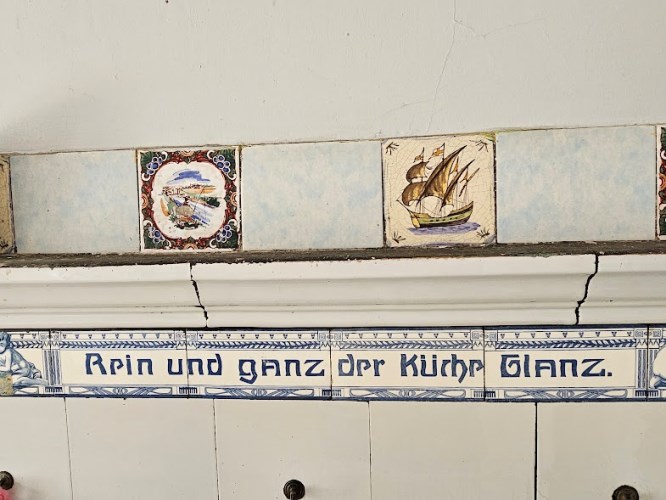 Rein und ganz der Küche Glanz.